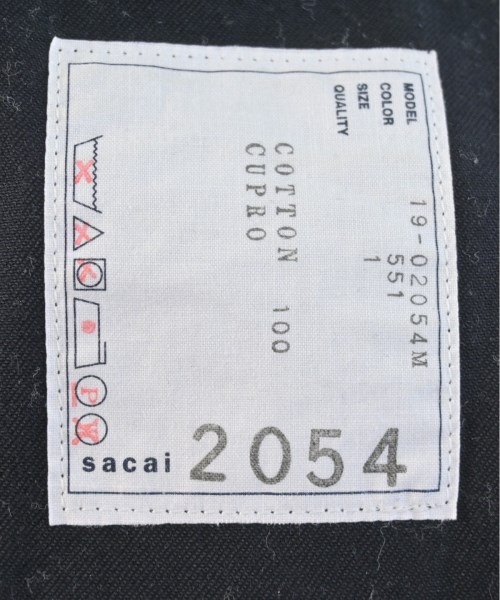 MODEL 19-02054M
COLOR 551
SIZE 1
QUALITY
COTTON 100
CUPRO
P
W
sacai 2054